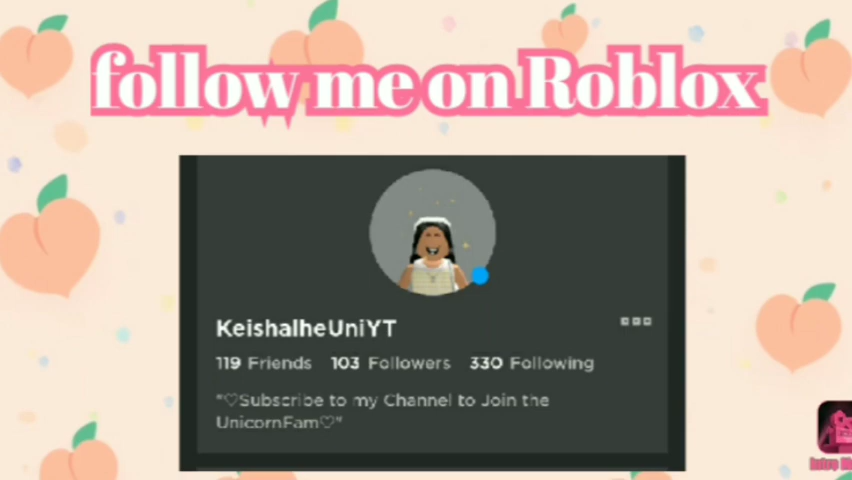 follow me on Roblox
KeishaIheUniYT
119 Friends 103 Followers 330 Following
"♡Subscribe to my Channel to Join the
UnicornFam♡"